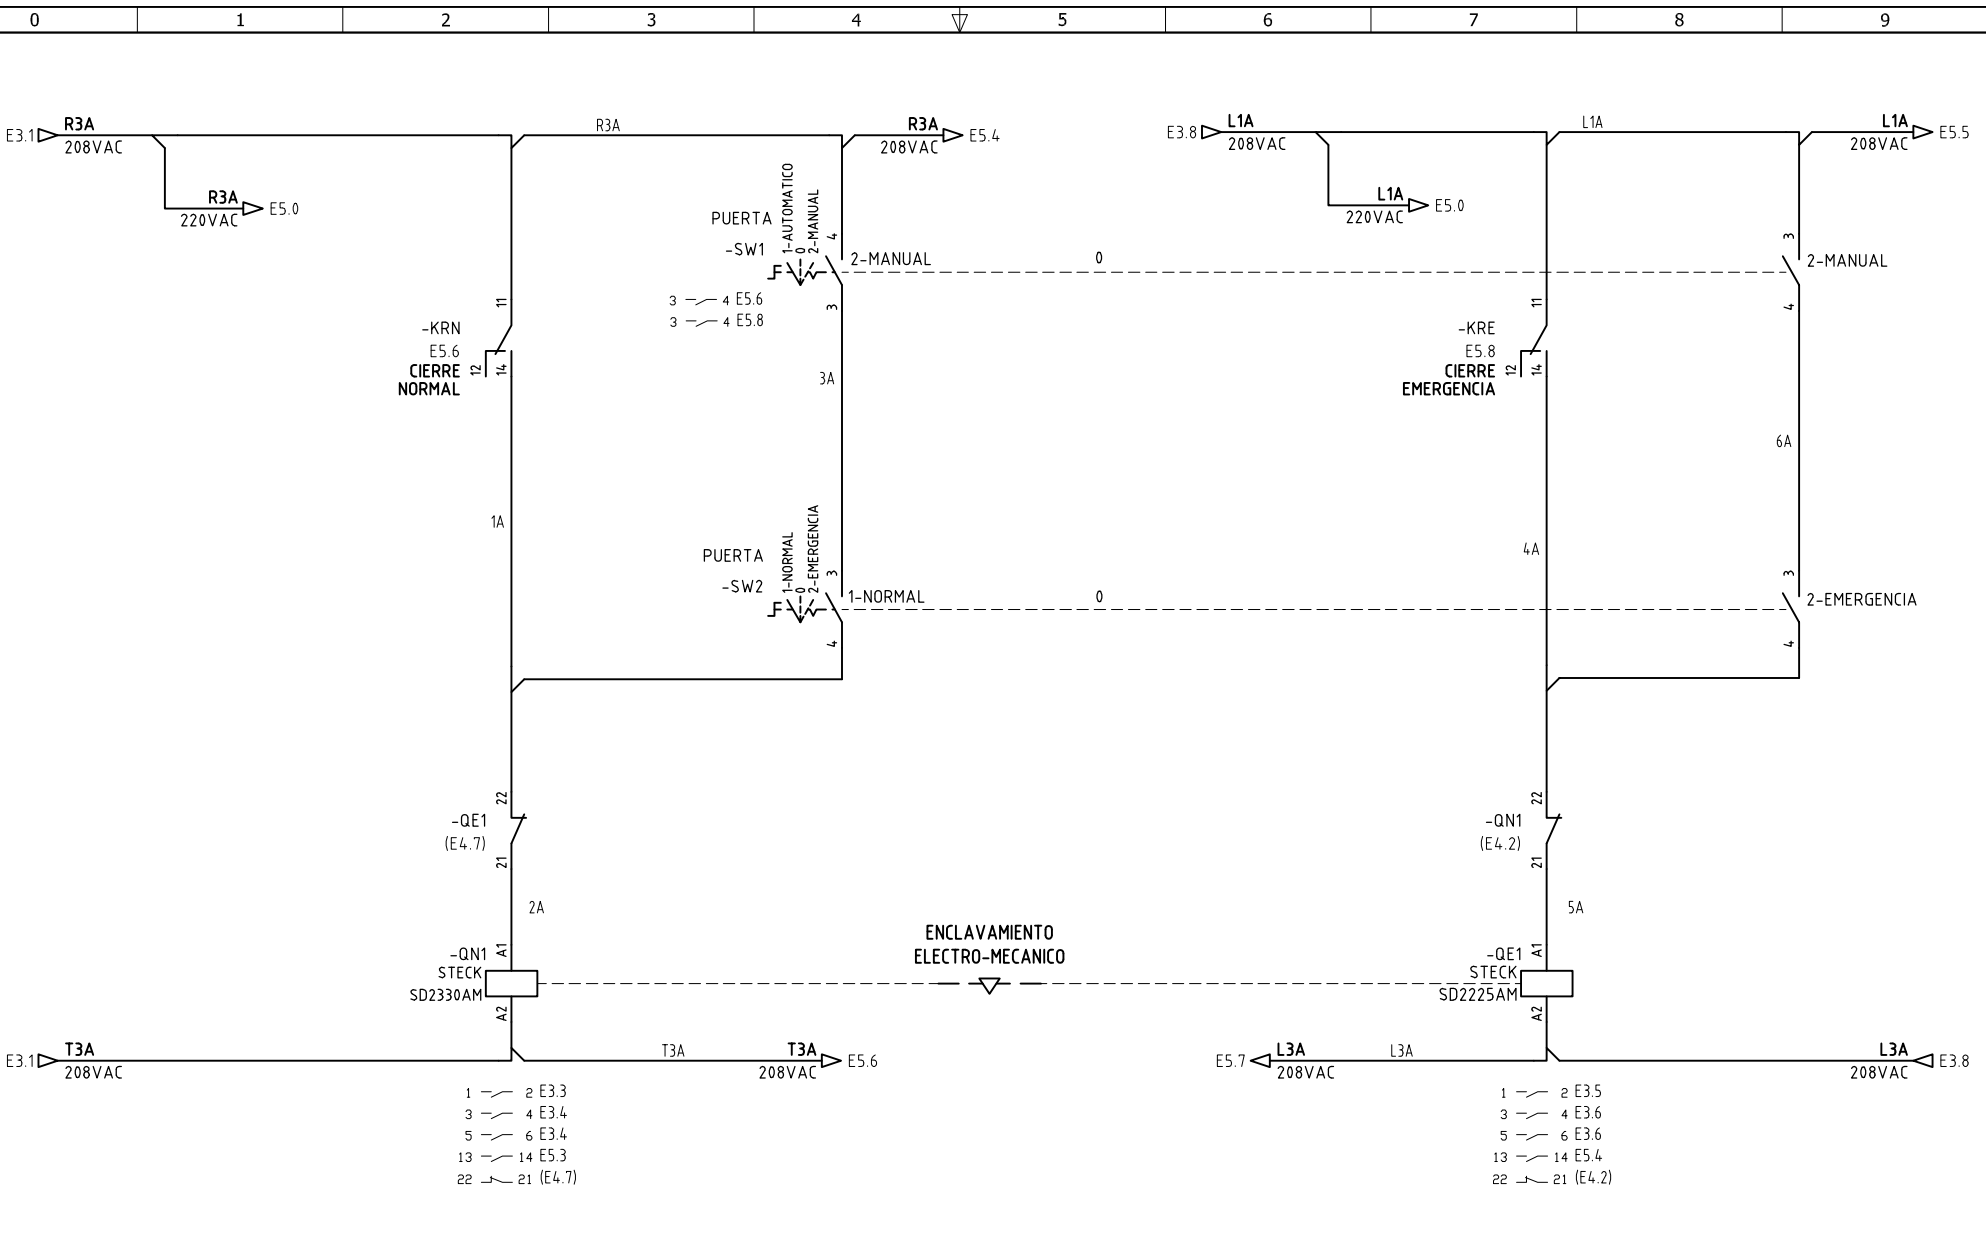 0 1 2 3 4 5 6 7 8 9
E3.1 R3A
208VAC
R3A
R3A E5.4
208VAC
E3.8 L1A
208VAC
L1A
L1A E5.5
208VAC
R3A E5.0
220VAC
L1A E5.0
220VAC
PUERTA
-SW1
1-AUTOMATICO
0
2-MANUAL
4
2-MANUAL
3
0
3
2-MANUAL
4
3 4 E5.6
3 4 E5.8
11
-KRN
E5.6
CIERRE
NORMAL
12
14
3A
11
-KRE
E5.8
CIERRE
EMERGENCIA
12
14
6A
1A
PUERTA
-SW2
1-NORMAL
0
2-EMERGENCIA
3
1-NORMAL
4
0
4A
3
2-EMERGENCIA
4
22
-QE1
(E4.7)
21
2A
22
-QN1
(E4.2)
21
5A
-QN1
STECK
SD2330AM
A1
A2
ENCLAVAMIENTO
ELECTRO-MECANICO
-QE1
STECK
SD2225AM
A1
A2
E3.1 T3A
208VAC
T3A
T3A E5.6
208VAC
E5.7 L3A
208VAC
L3A
L3A E3.8
208VAC
1 2 E3.3
3 4 E3.4
5 6 E3.4
13 14 E5.3
22 21 (E4.7)
1 2 E3.5
3 4 E3.6
5 6 E3.6
13 14 E5.4
22 21 (E4.2)